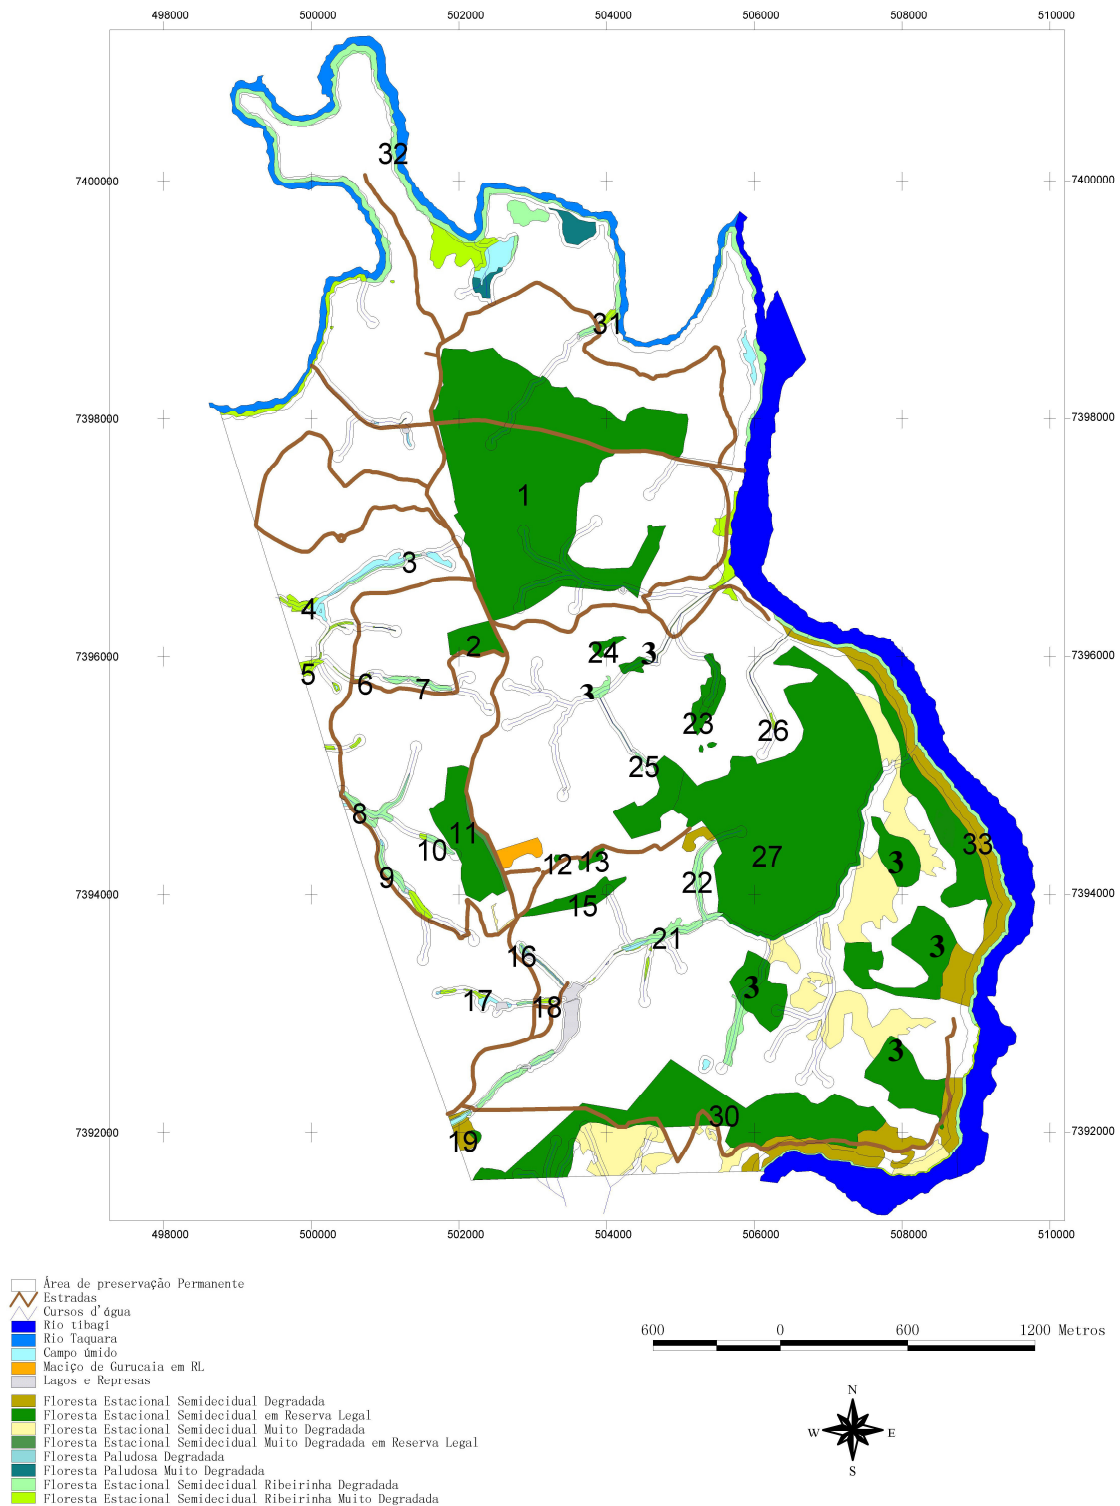 498000 500000 502000 504000 506000 508000 510000
32
7400000 7400000
31
7398000 7398000
1
3
4
2 24 3
7396000 7396000
5 6 7 3
23 26
25
8
11
10 12 13 27 3 33
9 22
7394000 7394000
15
21 3
16
17 18 3
3
30
7392000 7392000
19
498000 500000 502000 504000 506000 508000 510000
Área de preservação Permanente
Estradas
Cursos d'água
Rio tibagi
Rio Taquara
Campo úmido
Maciço de Gurucaia em RL
Lagos e Represas
Floresta Estacional Semidecidual Degradada
Floresta Estacional Semidecidual em Reserva Legal
Floresta Estacional Semidecidual Muito Degradada
Floresta Estacional Semidecidual Muito Degradada em Reserva Legal
Floresta Paludosa Degradada
Floresta Paludosa Muito Degradada
Floresta Estacional Semidecidual Ribeirinha Degradada
Floresta Estacional Semidecidual Ribeirinha Muito Degradada
600 0 600 1200 Metros
N
W E
S